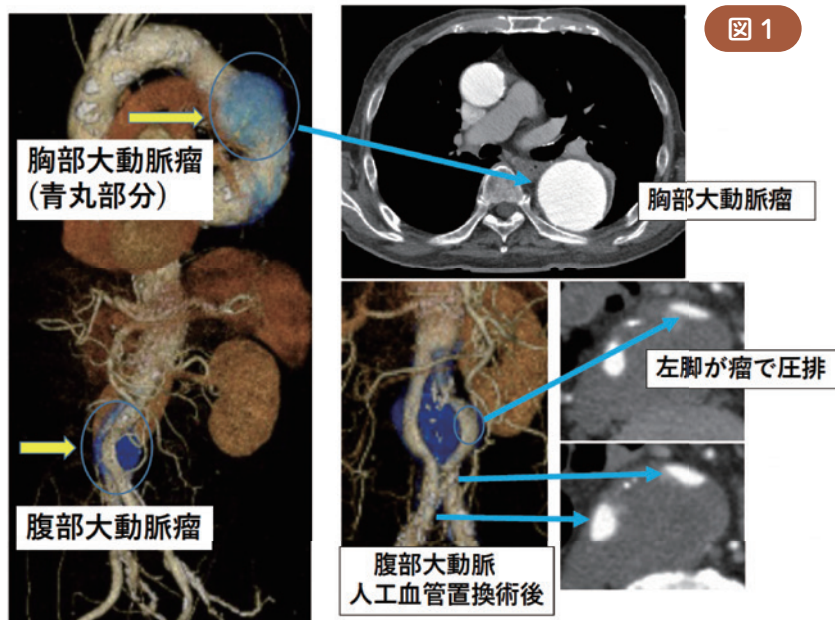 図1
胸部大動脈瘤
(青丸部分)
胸部大動脈瘤
左脚が瘤で圧排
腹部大動脈瘤
腹部大動脈
人工血管置換術後